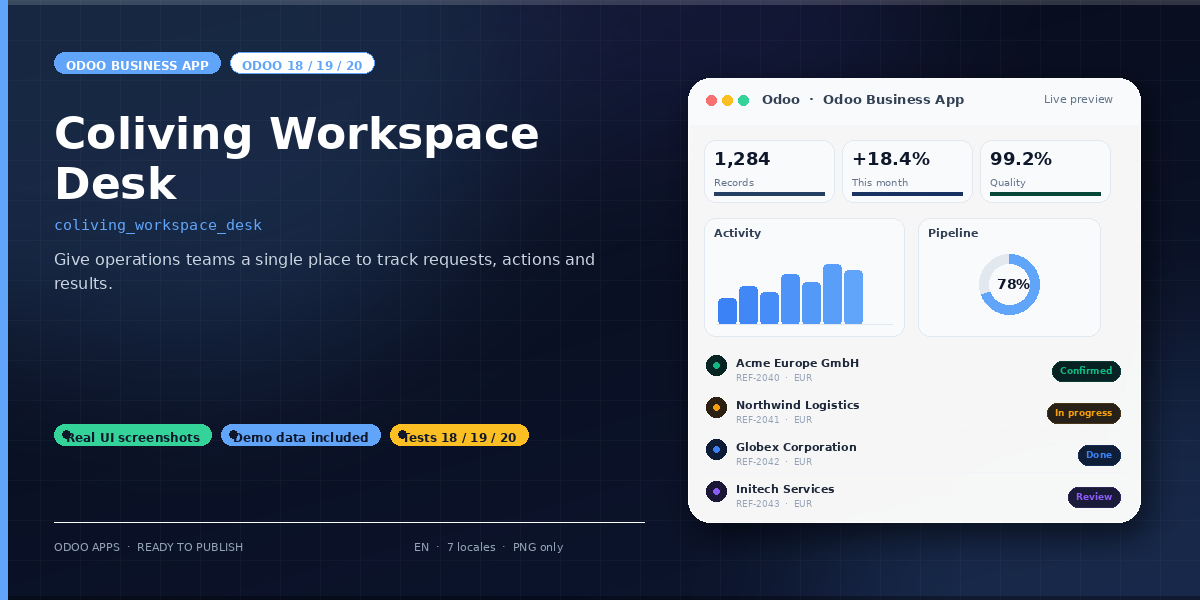 ODOO BUSINESS APP
ODOO 18 / 19 / 20
Coliving Workspace
Desk
coliving_workspace_desk
Give operations teams a single place to track requests, actions and
results.
Real UI screenshots
Demo data included
Tests 18 / 19 / 20
ODOO APPS · READY TO PUBLISH
EN · 7 locales · PNG only
Odoo · Odoo Business App
Live preview
1,284
Records
+18.4%
This month
99.2%
Quality
Activity
Pipeline
78%
Acme Europe GmbH
REF-2040 · EUR
Confirmed
Northwind Logistics
REF-2041 · EUR
In progress
Globex Corporation
REF-2042 · EUR
Done
Initech Services
REF-2043 · EUR
Review